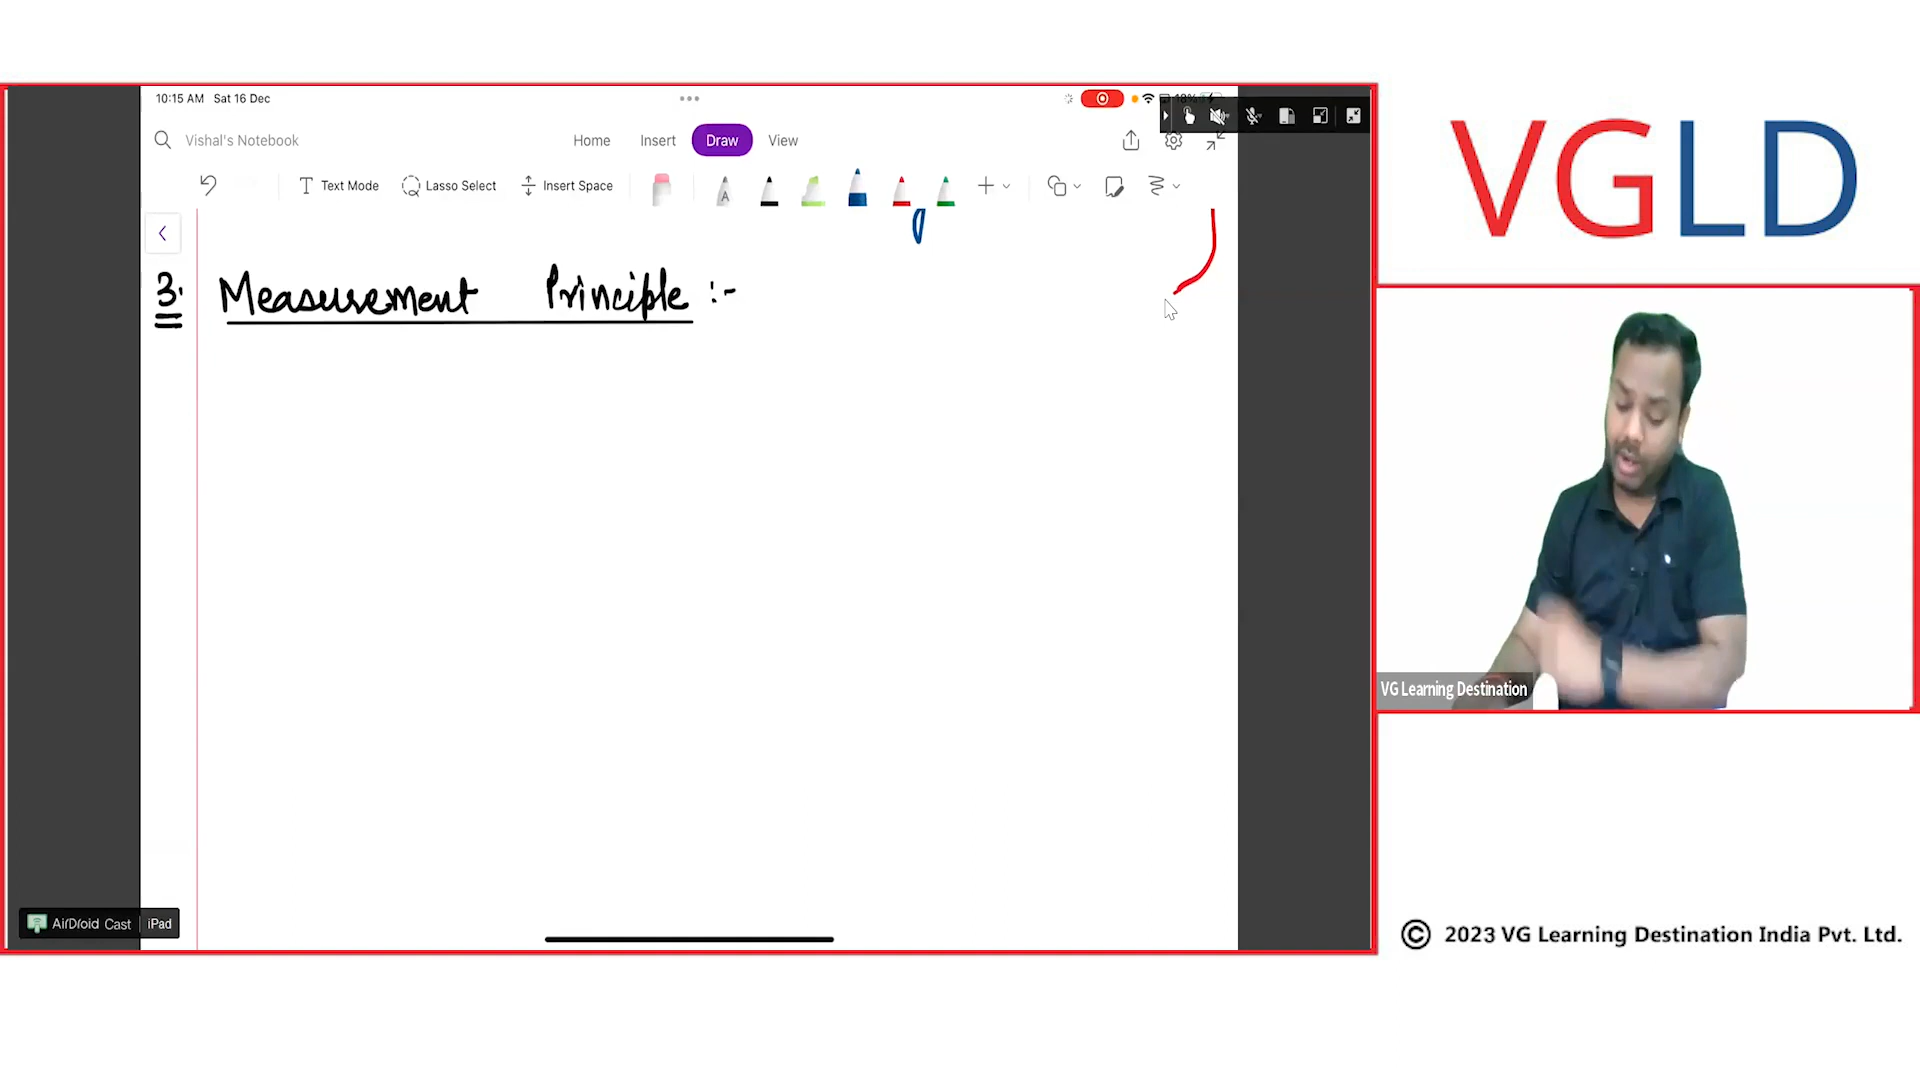 10:15 AM Sat 16 Dec
18%
VGLD
Vishal's Notebook Home Insert Draw View
T Text Mode Lasso Select Insert Space A
3. Measurement Principle :-
VG Learning Destination
AirDroid Cast iPad
© 2023 VG Learning Destination India Pvt. Ltd.